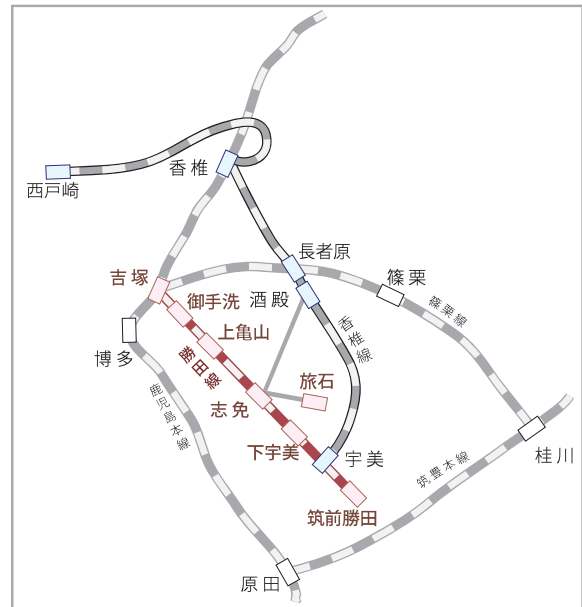 香椎
西戸崎
長者原
吉塚
篠栗
御手洗
酒殿
篠栗線
上亀山
香椎線
博多
勝田線
旅石
鹿児島本線
志免
下宇美
宇美
桂川
筑豊本線
筑前勝田
原田